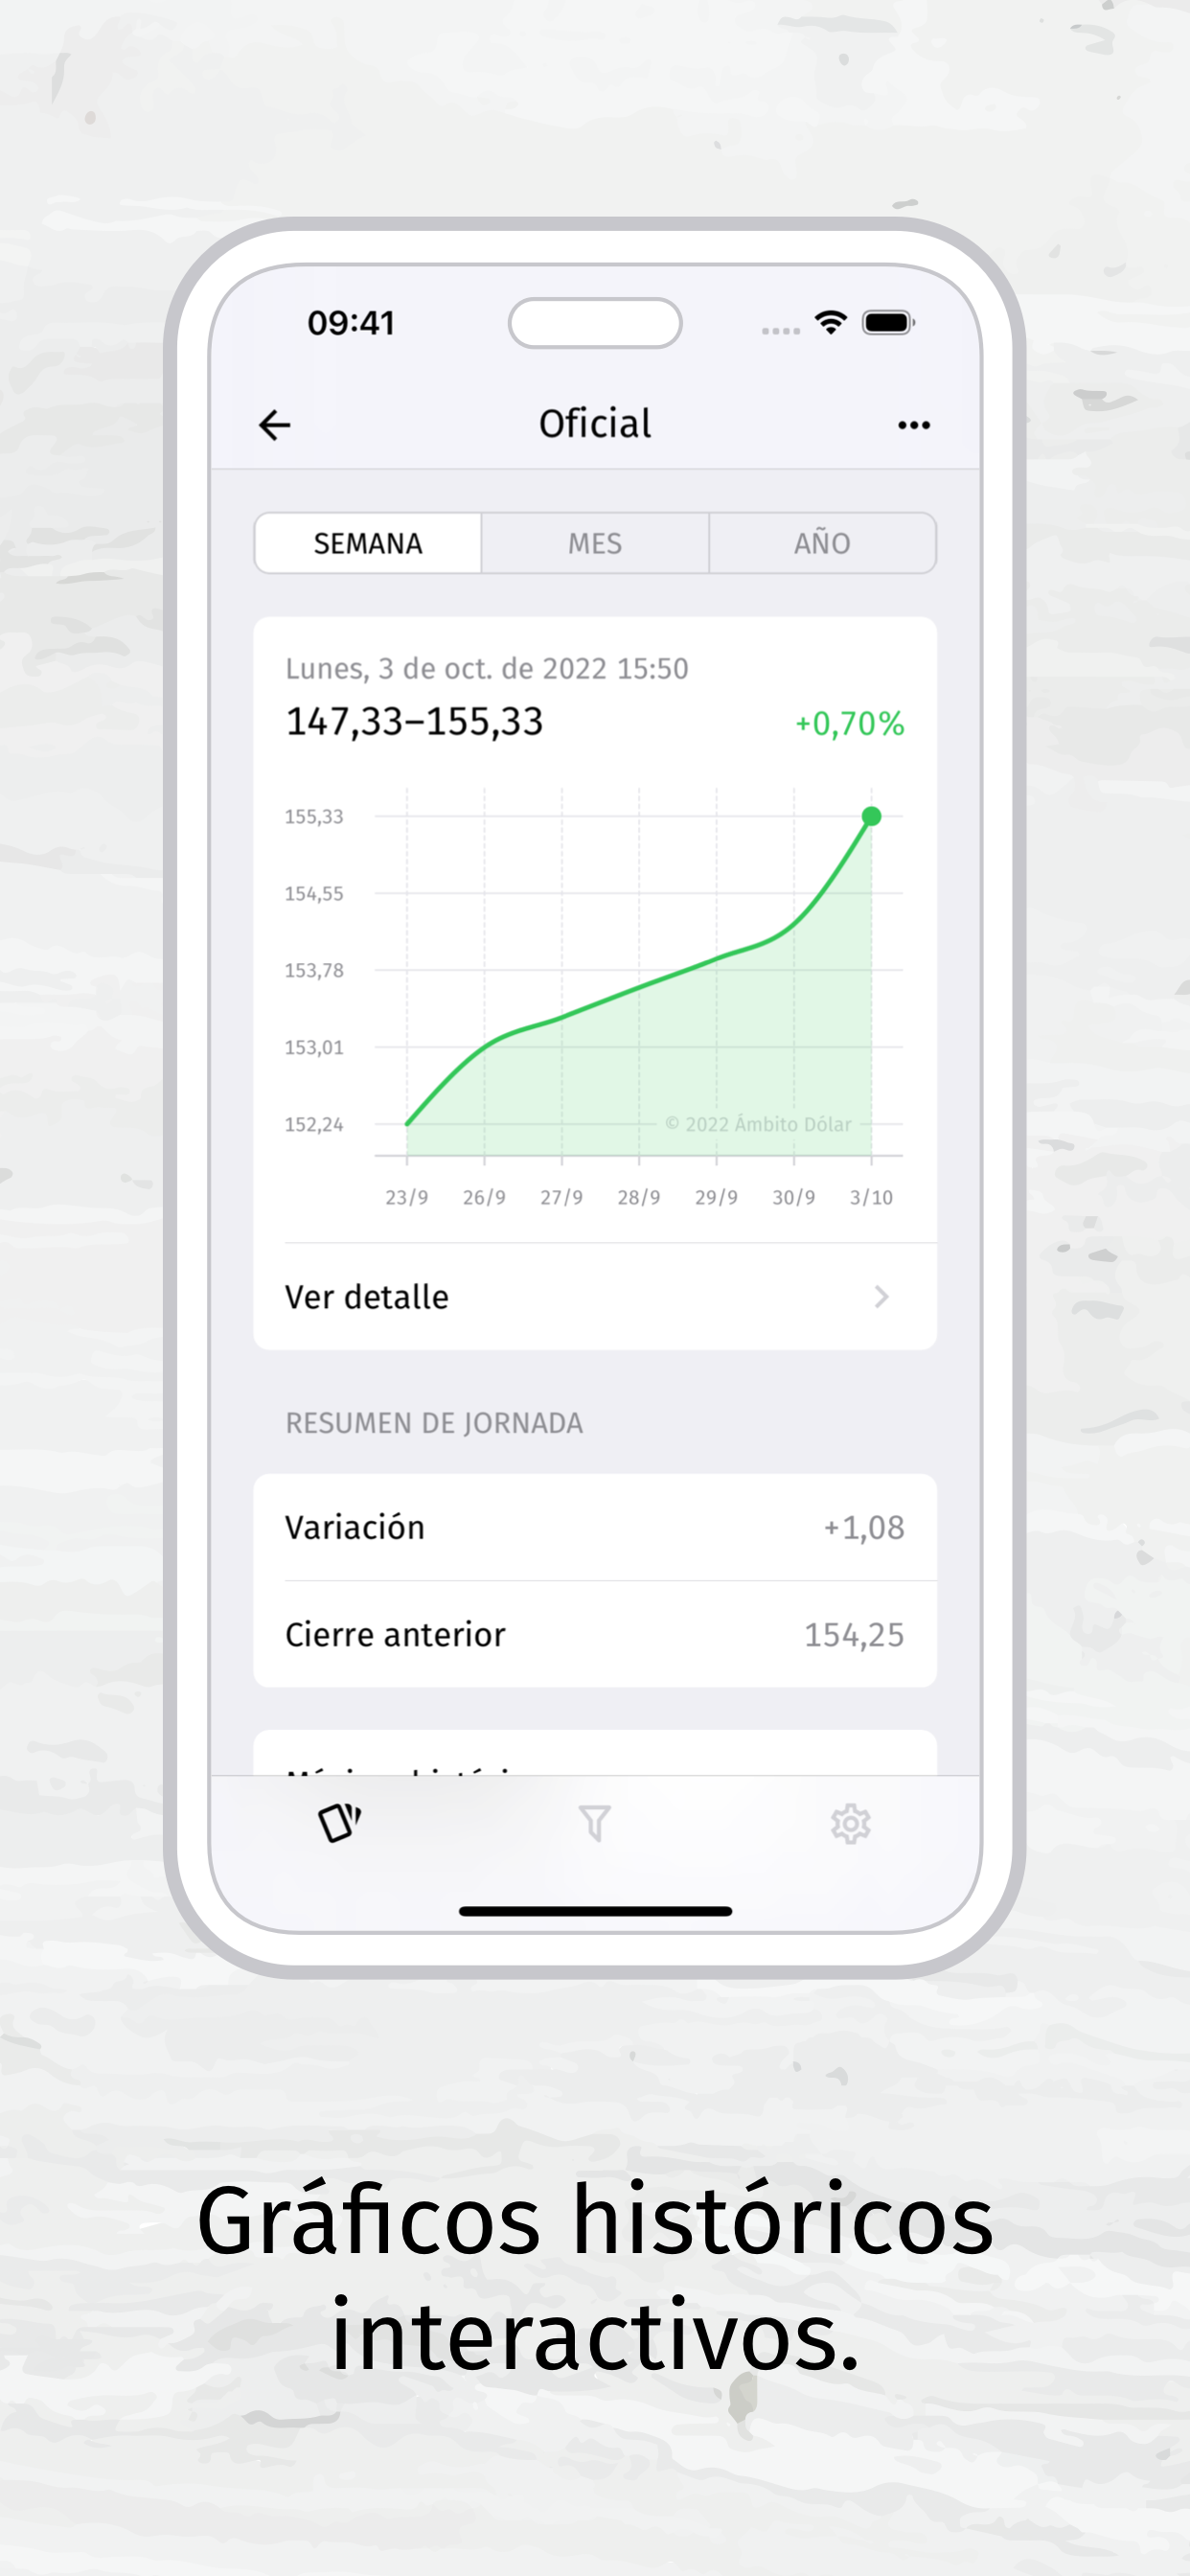 09:41
Oficial
SEMANA MES AÑO
Lunes, 3 de oct. de 2022 15:50
147,33–155,33 +0,70%
155,33
154,55
153,78
153,01
152,24
© 2022 Ámbito Dólar
23/9 26/9 27/9 28/9 29/9 30/9 3/10
Ver detalle
RESUMEN DE JORNADA
Variación +1,08
Cierre anterior 154,25
Gráficos históricos
interactivos.